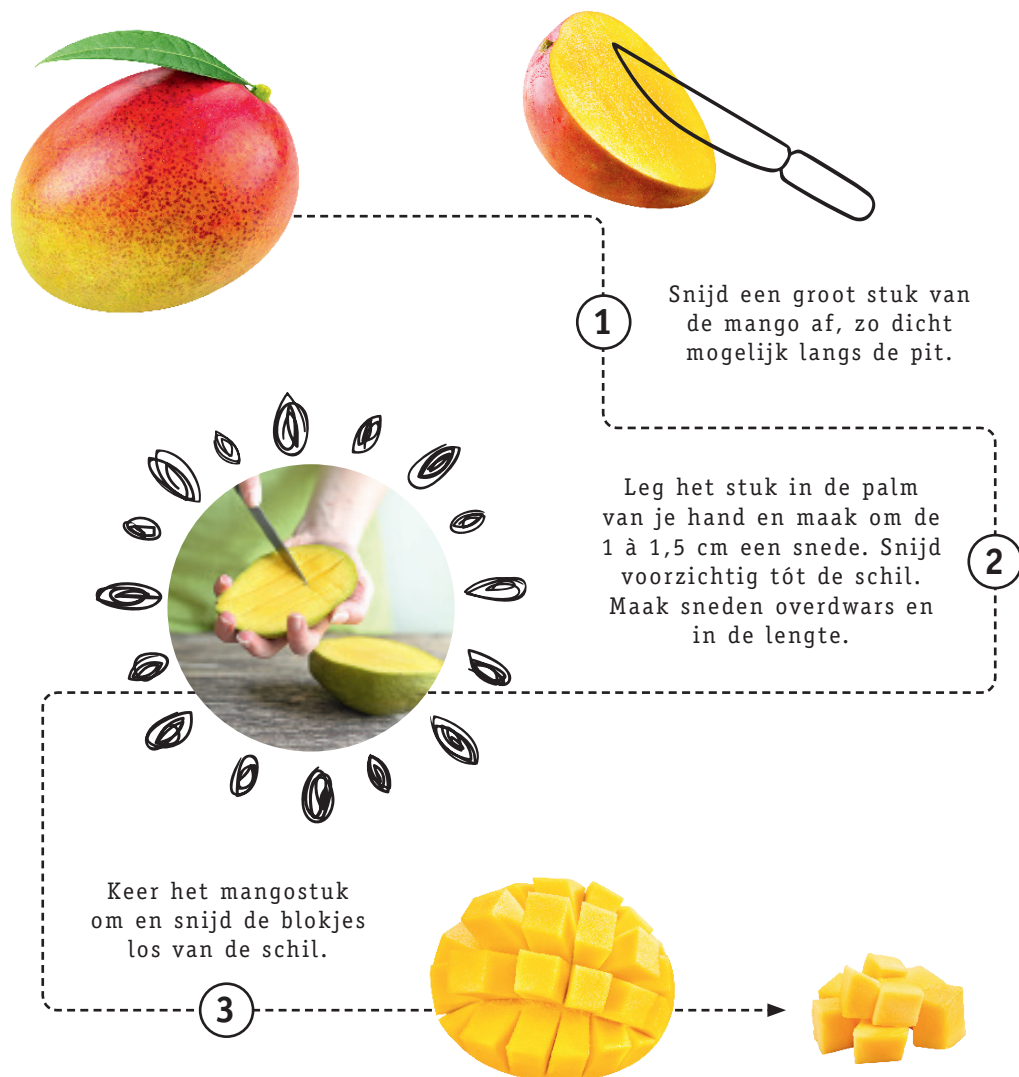 1
Snijd een groot stuk van
de mango af, zo dicht
mogelijk langs de pit.
Leg het stuk in de palm
van je hand en maak om de
1 à 1,5 cm een snede. Snijd
voorzichtig tót de schil.
Maak sneden overdwars en
in de lengte.
2
Keer het mangostuk
om en snijd de blokjes
los van de schil.
3